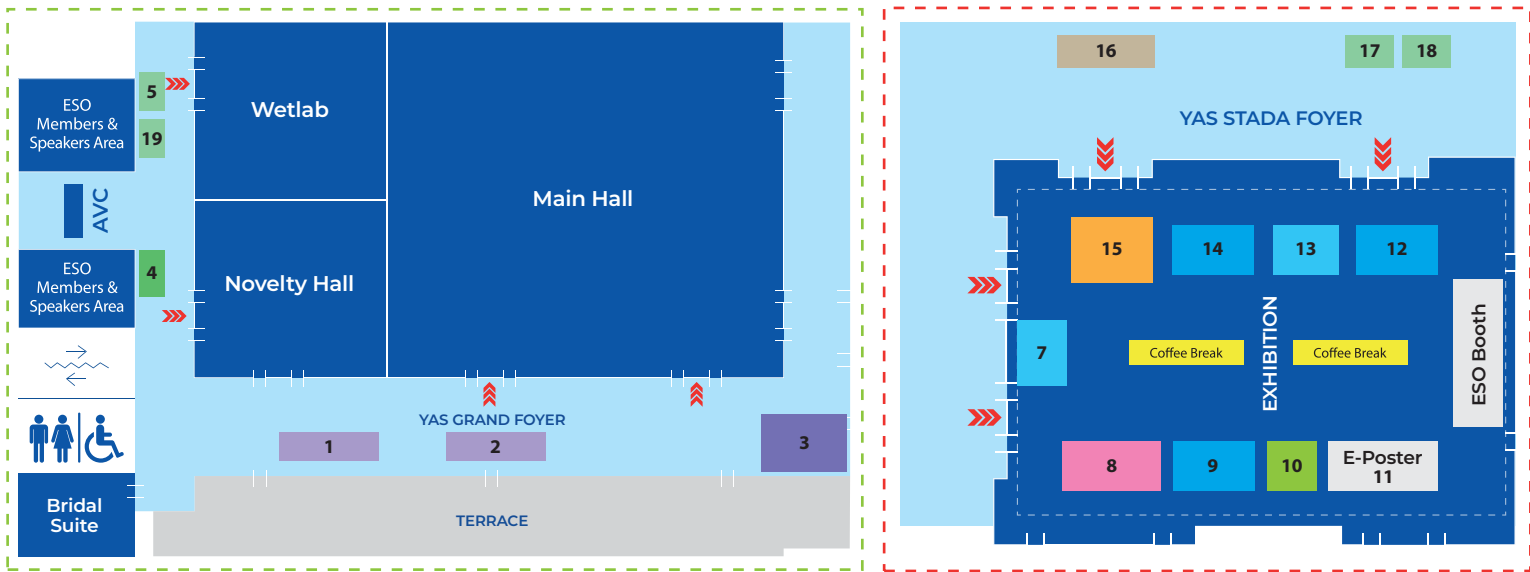 5
ESO
Members &
Speakers Area
19
AVC
4
ESO
Members &
Speakers Area
Bridal
Suite
Wetlab
Novelty Hall
Main Hall
YAS GRAND FOYER
1
2
3
TERRACE
16
17
18
YAS STADA FOYER
15
14
13
12
7
Coffee Break
EXHIBITION
Coffee Break
ESO Booth
8
9
10
E-Poster
11